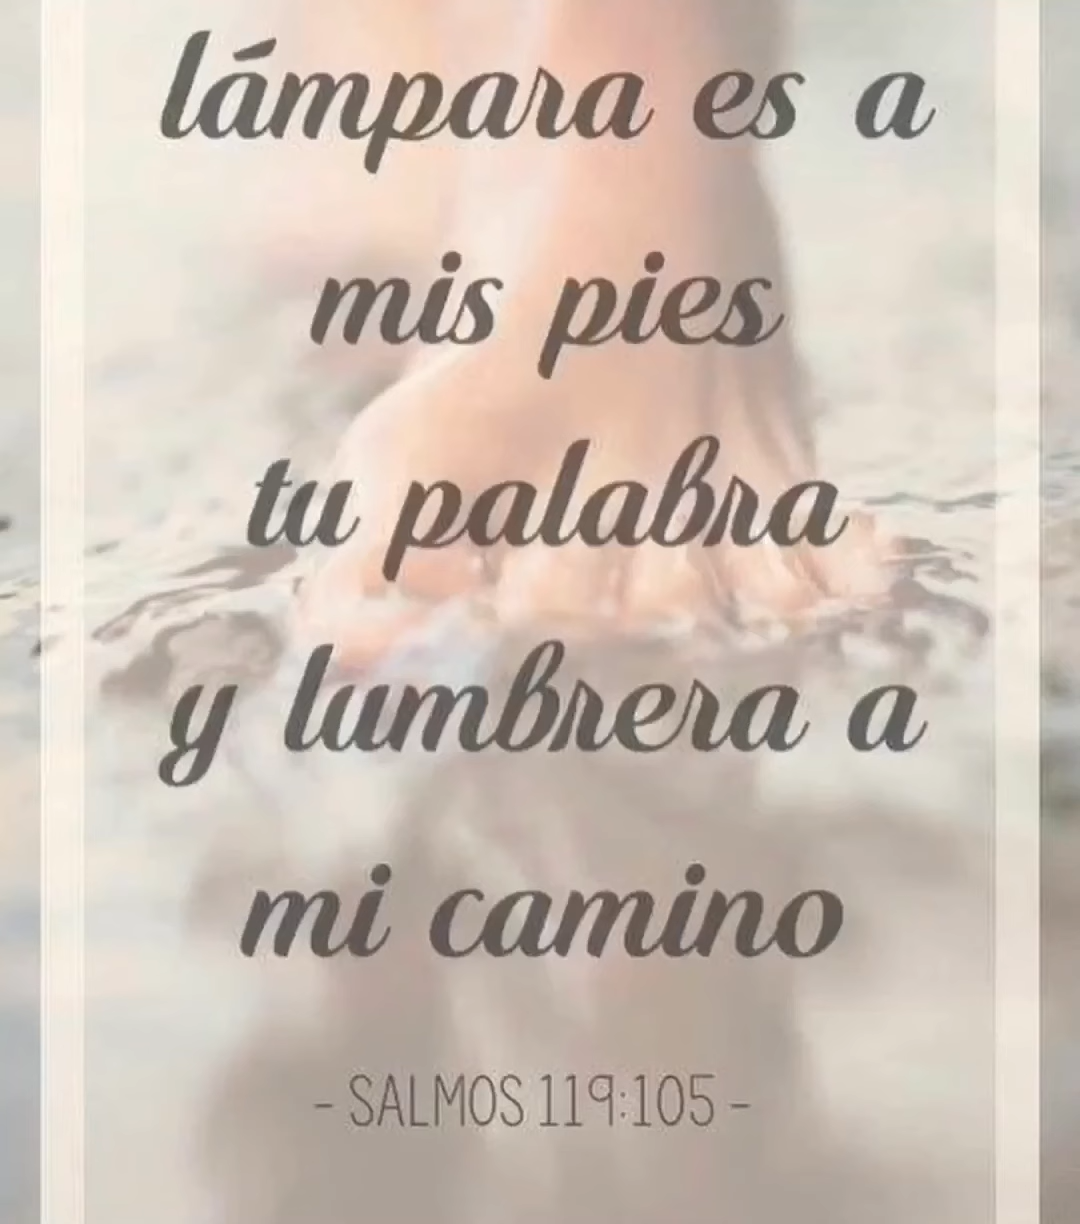 lámpara es a
mis pies
tu palabra
y lumbrera a
mi camino
- SALMOS 119:105 -